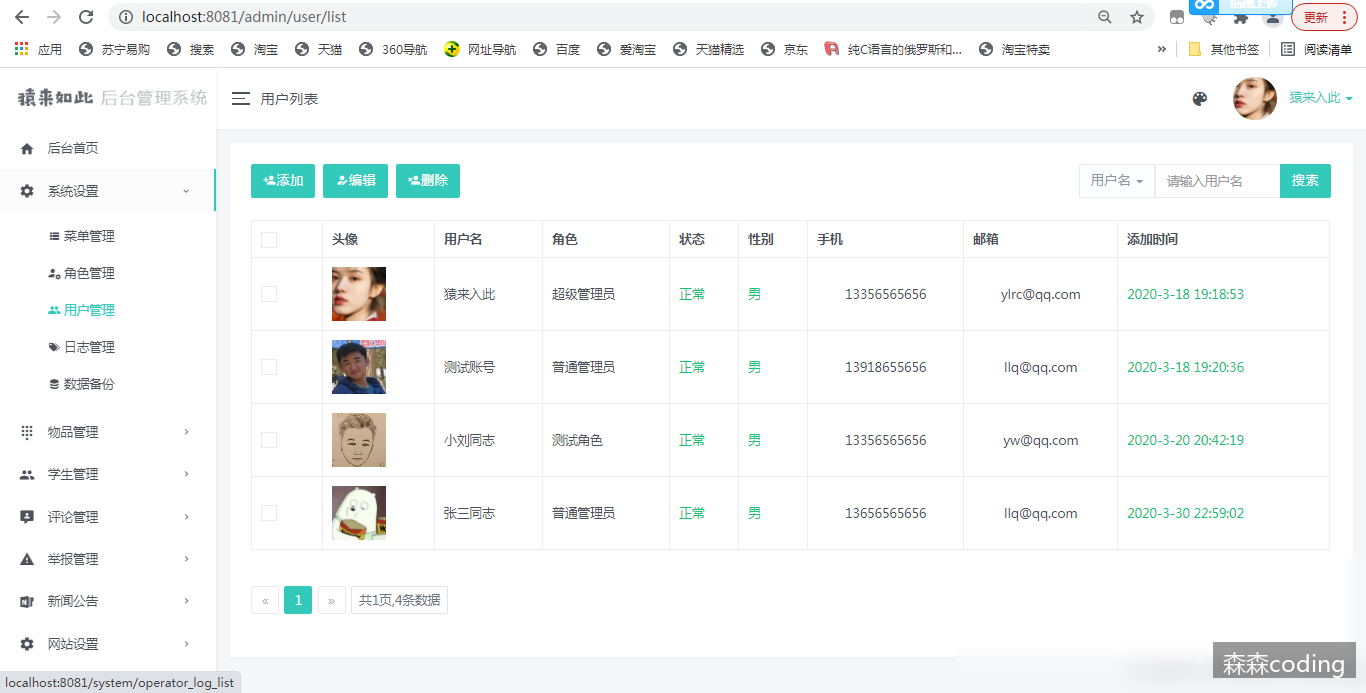 localhost:8081/admin/user/list
更新
应用 苏宁易购 搜索 淘宝 天猫 360导航 网址导航 百度 爱淘宝 天猫精选 京东 纯C语言的俄罗斯和... 淘宝特卖 » 其他书签 阅读清单
猿来如此 后台管理系统
用户列表
猿来入此
后台首页
系统设置
菜单管理
角色管理
用户管理
日志管理
数据备份
物品管理
学生管理
评论管理
举报管理
新闻公告
网站设置
添加 编辑 删除
用户名 请输入用户名 搜索
头像 用户名 角色 状态 性别 手机 邮箱 添加时间
猿来入此 超级管理员 正常 男 13356565656 ylrc@qq.com 2020-3-18 19:18:53
测试账号 普通管理员 正常 男 13918655656 llq@qq.com 2020-3-18 19:20:36
小刘同志 测试角色 正常 男 13356565656 yw@qq.com 2020-3-20 20:42:19
张三同志 普通管理员 正常 男 13656565656 llq@qq.com 2020-3-30 22:59:02
« 1 » 共1页,4条数据
森森coding
localhost:8081/system/operator_log_list